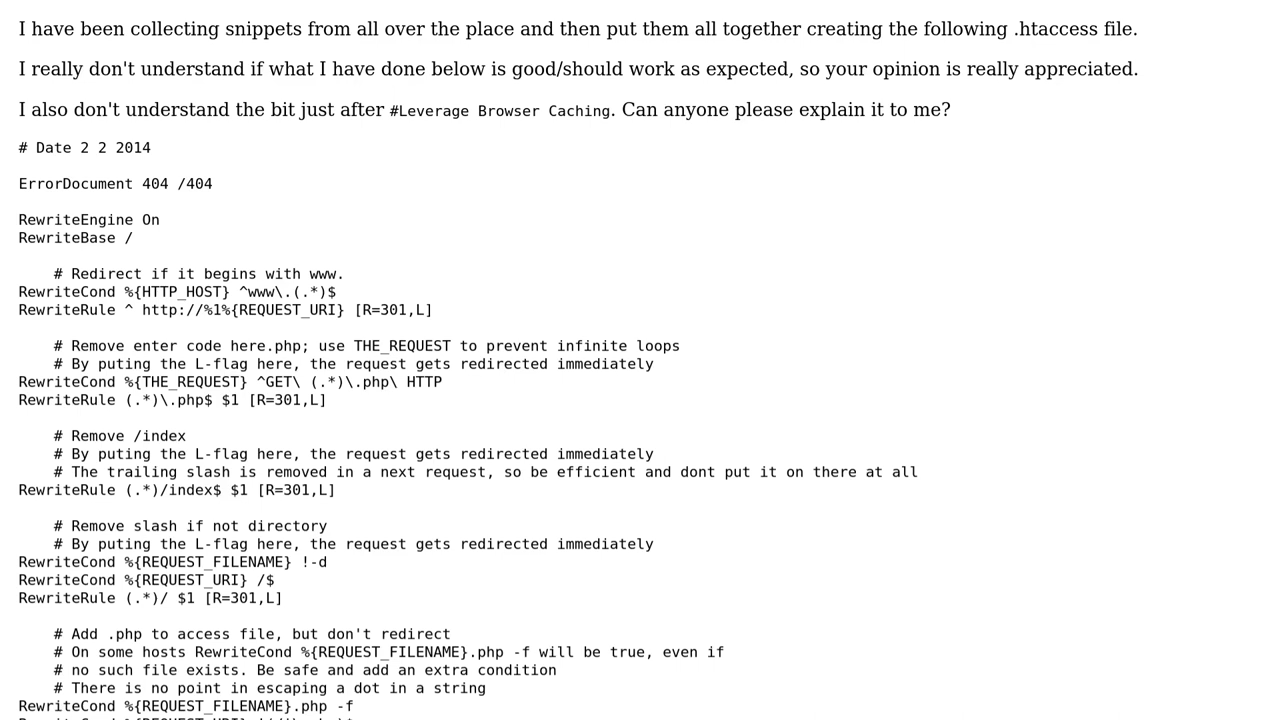 I have been collecting snippets from all over the place and then put them all together creating the following .htaccess file.
I really don't understand if what I have done below is good/should work as expected, so your opinion is really appreciated.
I also don't understand the bit just after #Leverage Browser Caching. Can anyone please explain it to me?
# Date 2 2 2014
ErrorDocument 404 /404
RewriteEngine On
RewriteBase /
# Redirect if it begins with www.
RewriteCond %{HTTP_HOST} ^www\.(.*)$
RewriteRule ^ http://%1%{REQUEST_URI} [R=301,L]
# Remove enter code here.php; use THE_REQUEST to prevent infinite loops
# By puting the L-flag here, the request gets redirected immediately
RewriteCond %{THE_REQUEST} ^GET\ (.*)\.php\ HTTP
RewriteRule (.*)\.php$ $1 [R=301,L]
# Remove /index
# By puting the L-flag here, the request gets redirected immediately
# The trailing slash is removed in a next request, so be efficient and dont put it on there at all
RewriteRule (.*)/index$ $1 [R=301,L]
# Remove slash if not directory
# By puting the L-flag here, the request gets redirected immediately
RewriteCond %{REQUEST_FILENAME} !-d
RewriteCond %{REQUEST_URI} /$
RewriteRule (.*)/ $1 [R=301,L]
# Add .php to access file, but don't redirect
# On some hosts RewriteCond %{REQUEST_FILENAME}.php -f will be true, even if
# no such file exists. Be safe and add an extra condition
# There is no point in escaping a dot in a string
RewriteCond %{REQUEST_FILENAME}.php -f